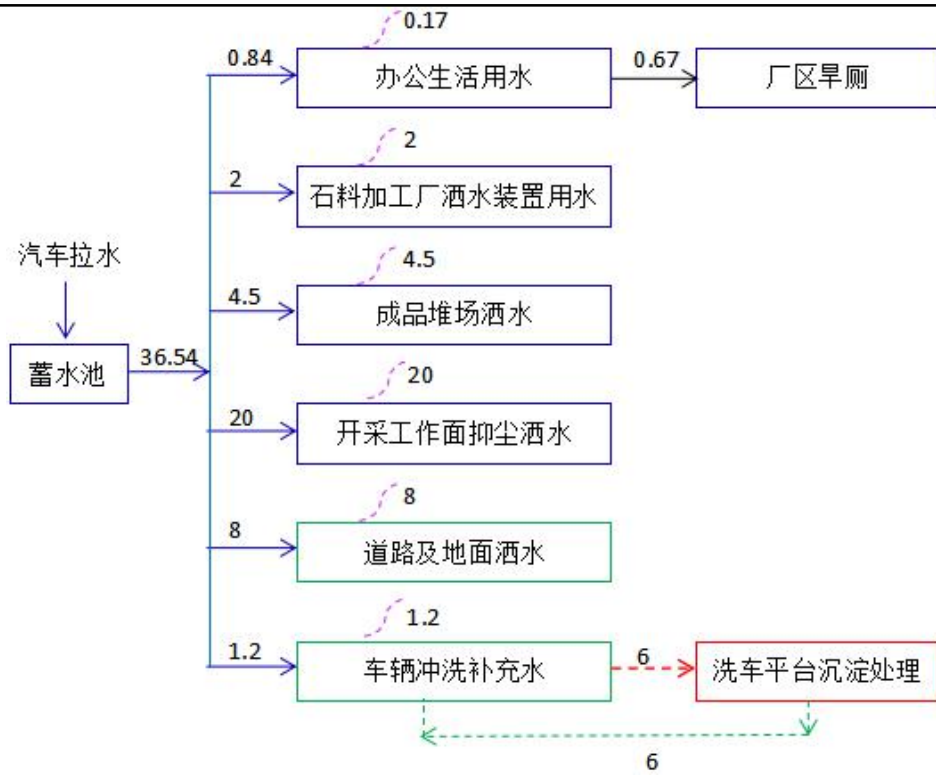 0.17
0.84
办公生活用水
0.67
厂区旱厕
2
2
石料加工厂洒水装置用水
汽车拉水
4.5
4.5
成品堆场洒水
36.54
蓄水池
20
20
开采工作面抑尘洒水
8
8
道路及地面洒水
1.2
1.2
车辆冲洗补充水
6
洗车平台沉淀处理
6